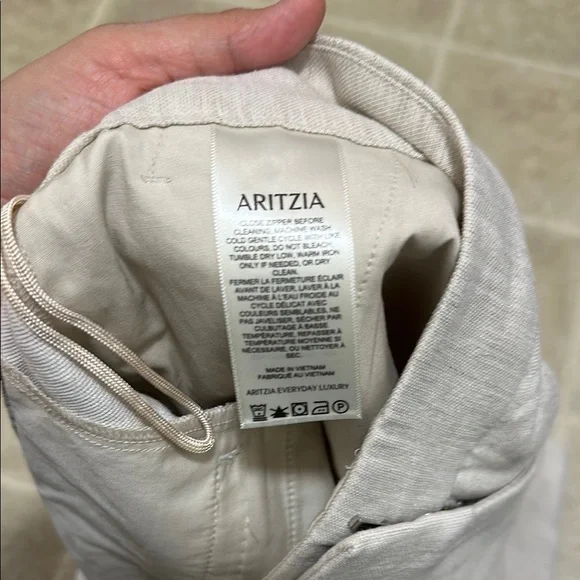 ARITZIA
CLOSE ZIPPER BEFORE
CLEANING, MACHINE WASH
COLD GENTLE CYCLE WITH LIKE
COLOURS, DO NOT BLEACH,
TUMBLE DRY LOW, WARM IRON
ONLY IF NEEDED, OR DRY
CLEAN.
FERMER LA FERMETURE ÉCLAIR
AVANT DE LAVER, LAVER À LA
MACHINE À L'EAU FROIDE AU
CYCLE DÉLICAT AVEC
COULEURS SEMBLABLES, NE
PAS JAVELISER, SÉCHER PAR
CULBUTAGE À BASSE
TEMPÉRATURE, REPASSER À
TEMPÉRATURE MOYENNE SI
NÉCESSAIRE, OU NETTOYER À
SEC.
MADE IN VIETNAM
FABRIQUÉ AU VIETNAM
ARITZIA EVERYDAY LUXURY